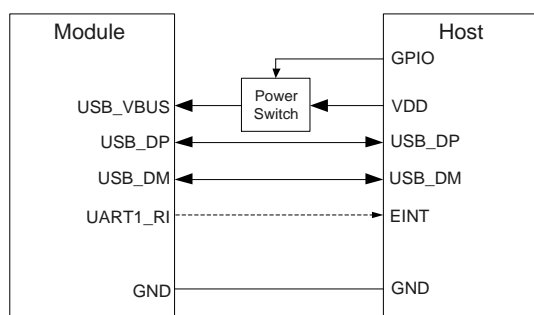 Module
Host
GPIO
USB_VBUS
Power
Switch
VDD
USB_DP
USB_DP
USB_DM
USB_DM
UART1_RI
EINT
GND
GND